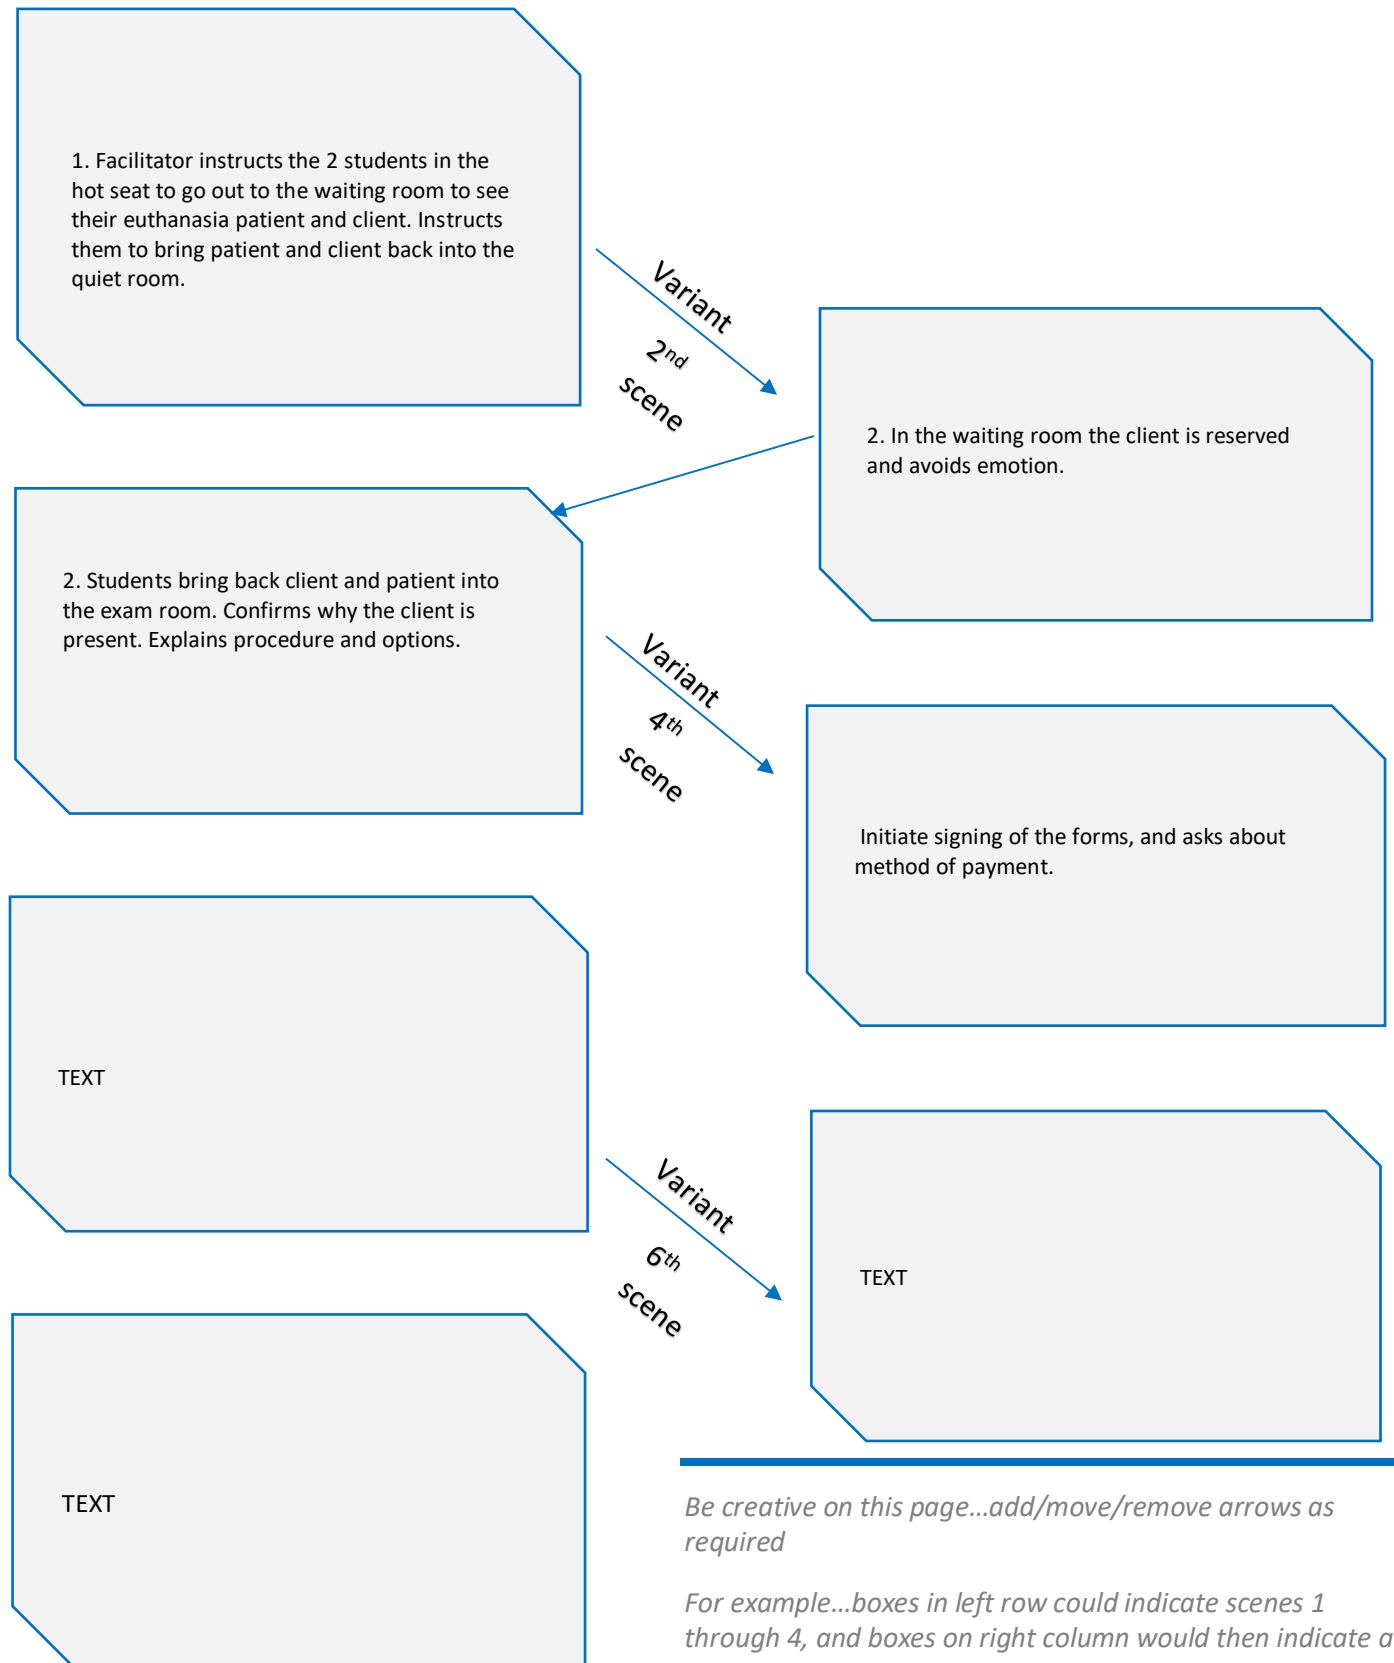 1. Facilitator instructs the 2 students in the
hot seat to go out to the waiting room to see
their euthanasia patient and client. Instructs
them to bring patient and client back into the
quiet room.
Variant
2nd
scene
2. In the waiting room the client is reserved
and avoids emotion.
2. Students bring back client and patient into
the exam room. Confirms why the client is
present. Explains procedure and options.
Variant
4th
scene
Initiate signing of the forms, and asks about
method of payment.
TEXT
Variant
6th
scene
TEXT
TEXT
Be creative on this page…add/move/remove arrows as
required
For example…boxes in left row could indicate scenes 1
through 4, and boxes on right column would then indicate a